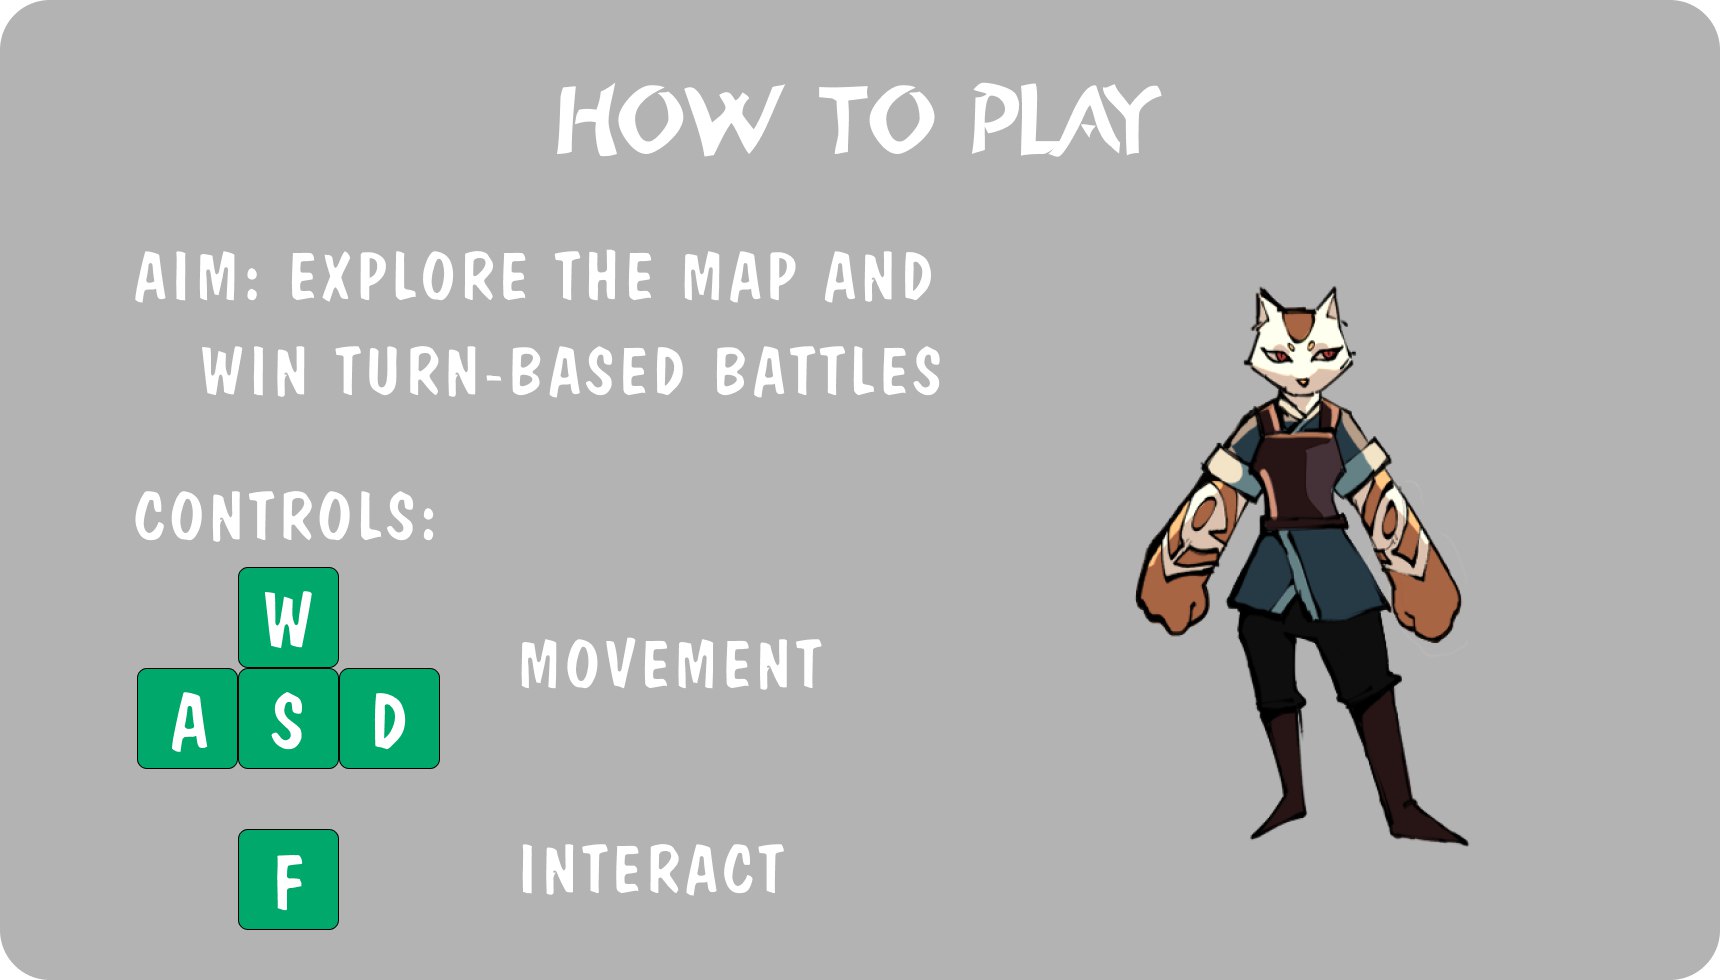 HOW TO PLAY
AIM: EXPLORE THE MAP AND
WIN TURN-BASED BATTLES
CONTROLS:
W
A S D
MOVEMENT
F
INTERACT